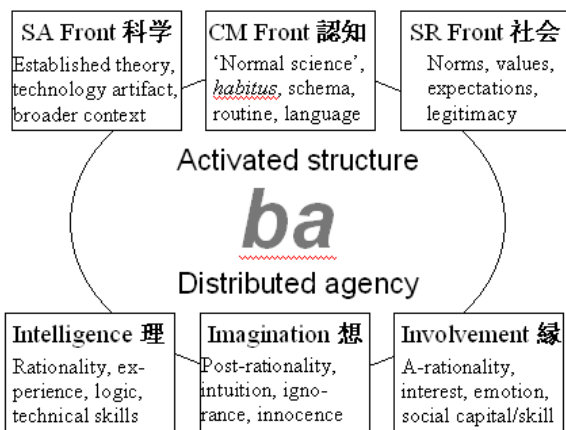 SA Front 科学
Established theory,
technology artifact,
broader context
CM Front 認知
‘Normal science’,
habitus, schema,
routine, language
SR Front 社会
Norms, values,
expectations,
legitimacy
Activated structure
ba
Distributed agency
Intelligence 理
Rationality, ex-
perience, logic,
technical skills
Imagination 想
Post-rationality,
intuition, igno-
rance, innocence
Involvement 縁
A-rationality,
interest, emotion,
social capital/skill